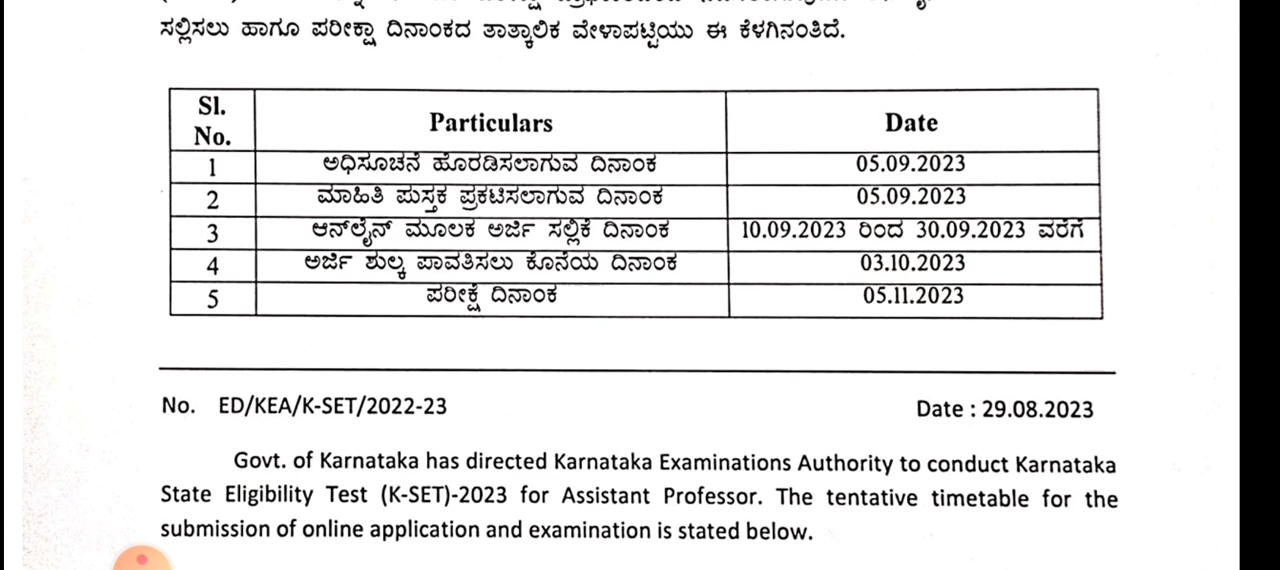 ಸಲ್ಲಿಸಲು ಹಾಗೂ ಪರೀಕ್ಷಾ ದಿನಾಂಕದ ತಾತ್ಕಾಲಿಕ ವೇಳಾಪಟ್ಟಿಯು ಈ ಕೆಳಗಿನಂತಿದೆ.
Sl. No. Particulars Date
1 ಅಧಿಸೂಚನೆ ಹೊರಡಿಸಲಾಗುವ ದಿನಾಂಕ 05.09.2023
2 ಮಾಹಿತಿ ಪುಸ್ತಕ ಪ್ರಕಟಿಸಲಾಗುವ ದಿನಾಂಕ 05.09.2023
3 ಆನ್‌ಲೈನ್ ಮೂಲಕ ಅರ್ಜಿ ಸಲ್ಲಿಕೆ ದಿನಾಂಕ 10.09.2023 ರಿಂದ 30.09.2023 ವರೆಗೆ
4 ಅರ್ಜಿ ಶುಲ್ಕ ಪಾವತಿಸಲು ಕೊನೆಯ ದಿನಾಂಕ 03.10.2023
5 ಪರೀಕ್ಷೆ ದಿನಾಂಕ 05.11.2023
No. ED/KEA/K-SET/2022-23 Date : 29.08.2023
Govt. of Karnataka has directed Karnataka Examinations Authority to conduct Karnataka
State Eligibility Test (K-SET)-2023 for Assistant Professor. The tentative timetable for the
submission of online application and examination is stated below.